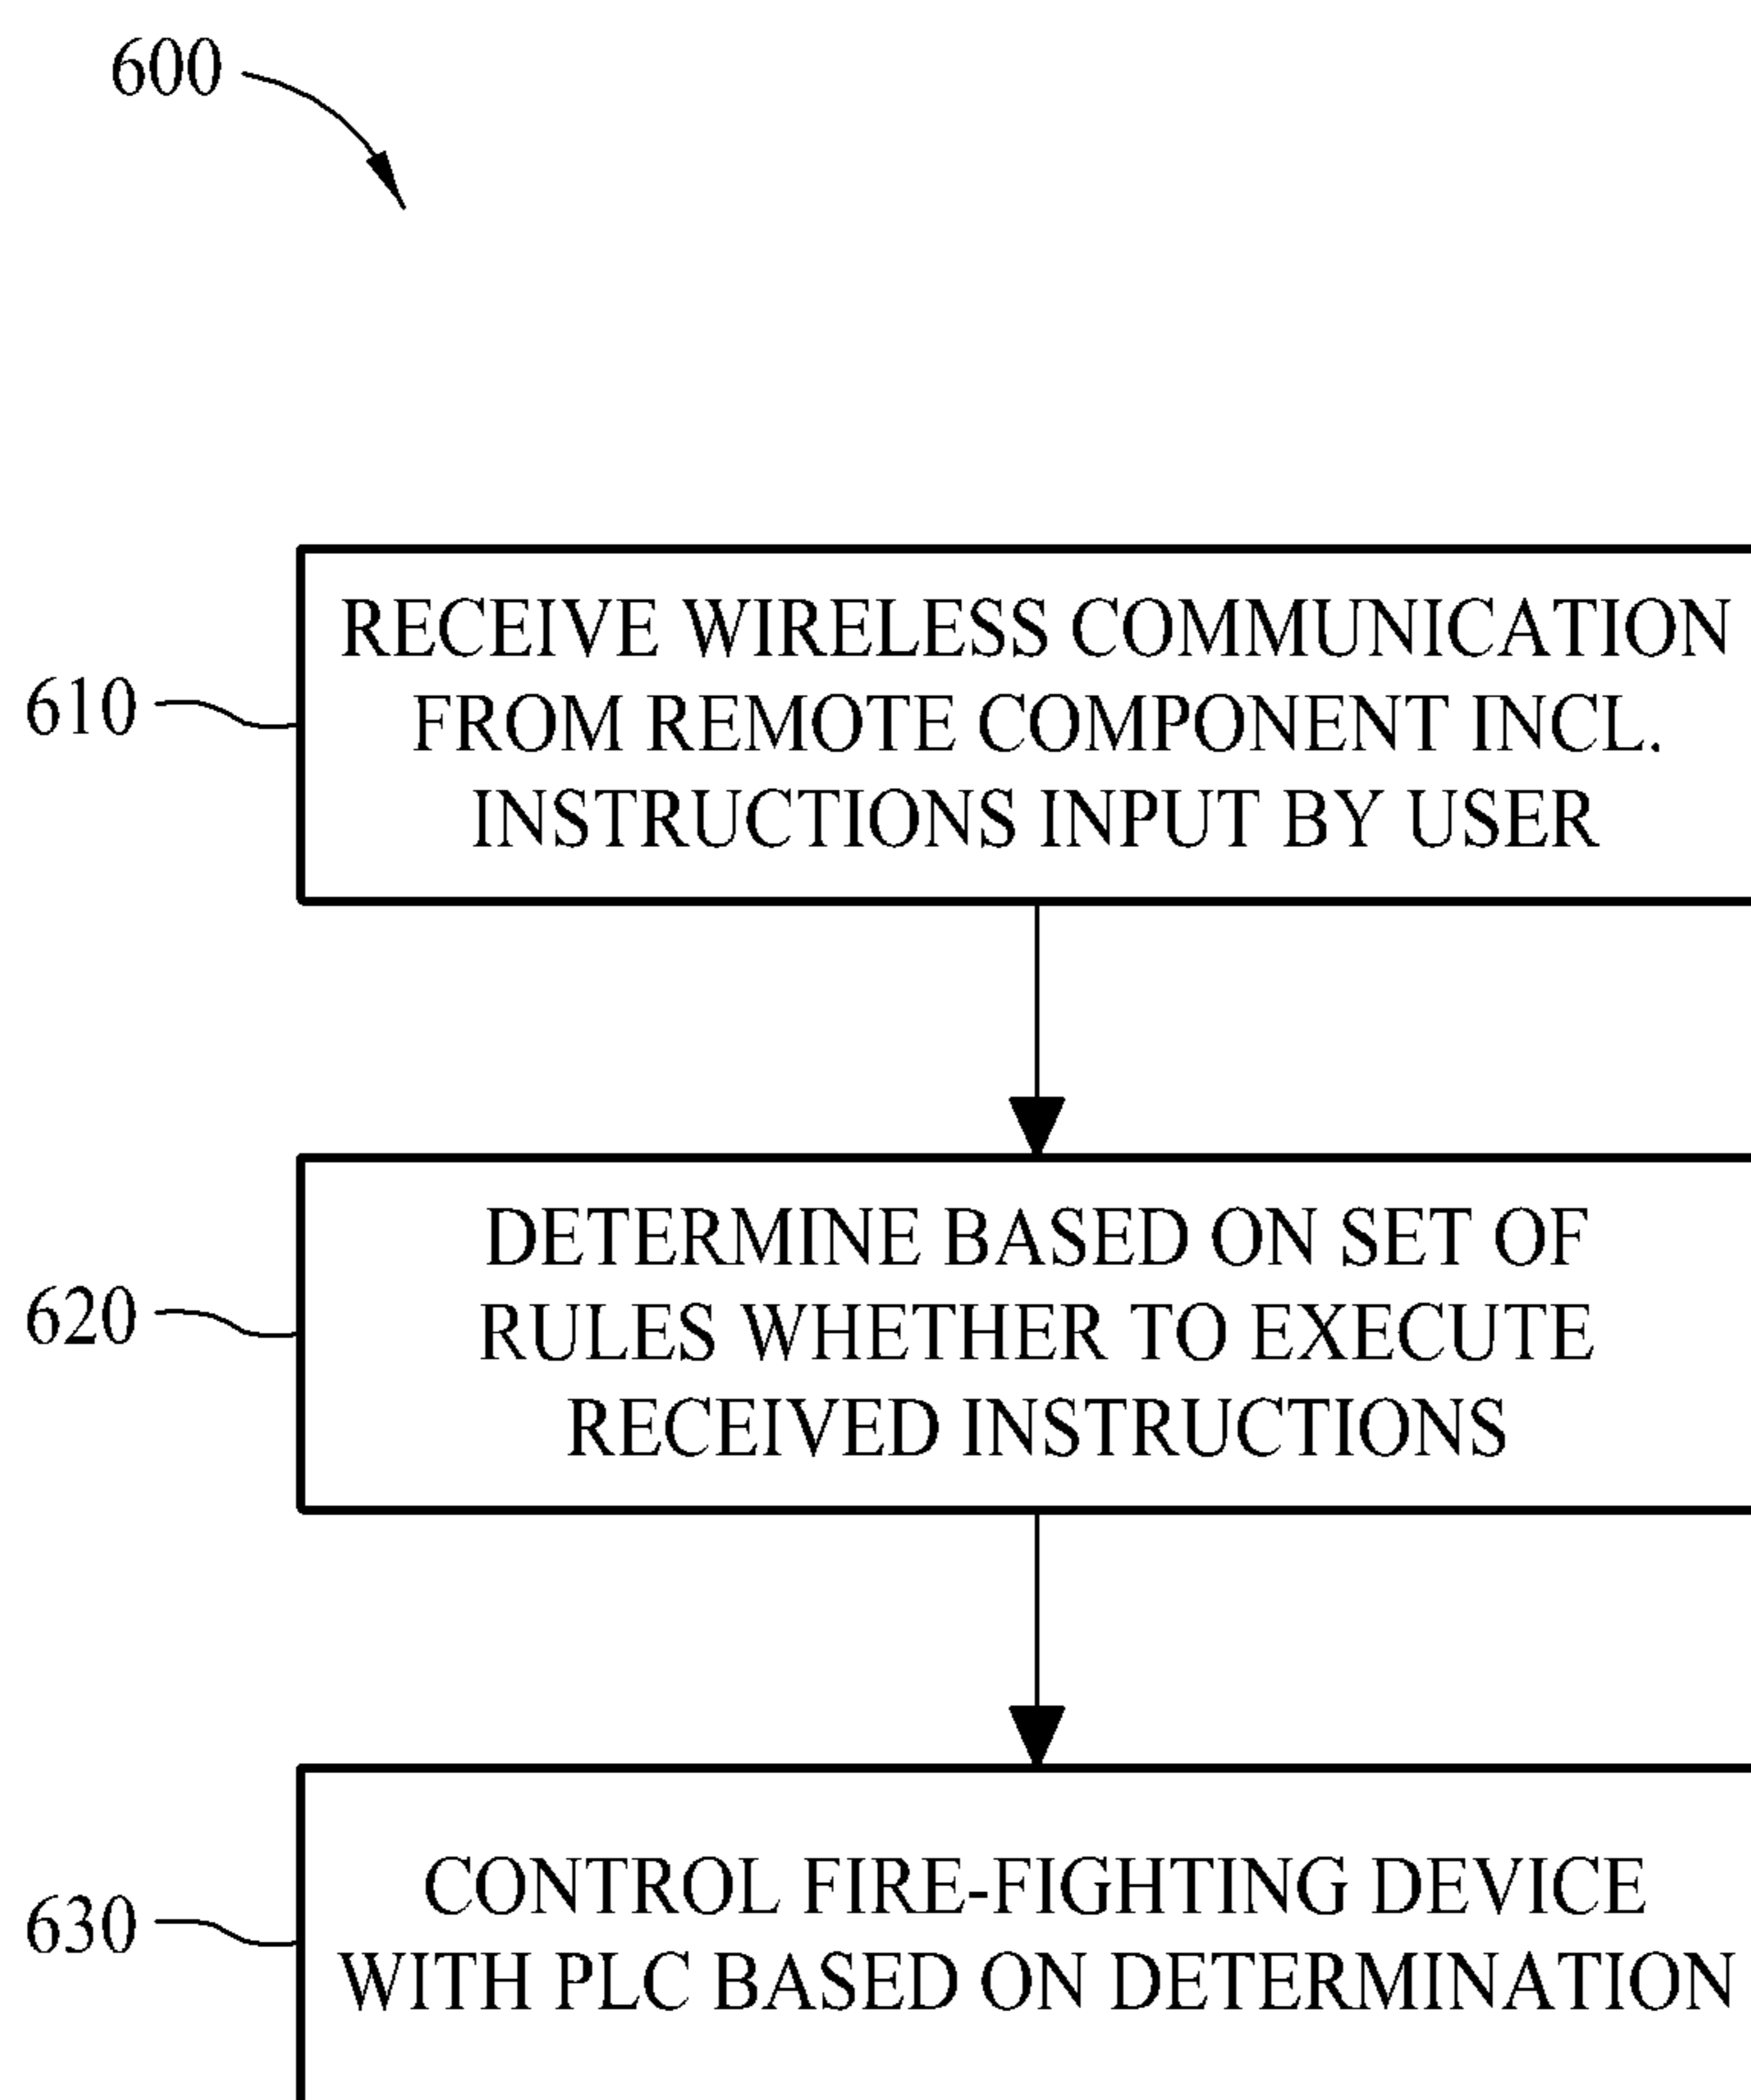 600
610
RECEIVE WIRELESS COMMUNICATION
FROM REMOTE COMPONENT INCL.
INSTRUCTIONS INPUT BY USER
620
DETERMINE BASED ON SET OF
RULES WHETHER TO EXECUTE
RECEIVED INSTRUCTIONS
630
CONTROL FIRE-FIGHTING DEVICE
WITH PLC BASED ON DETERMINATION